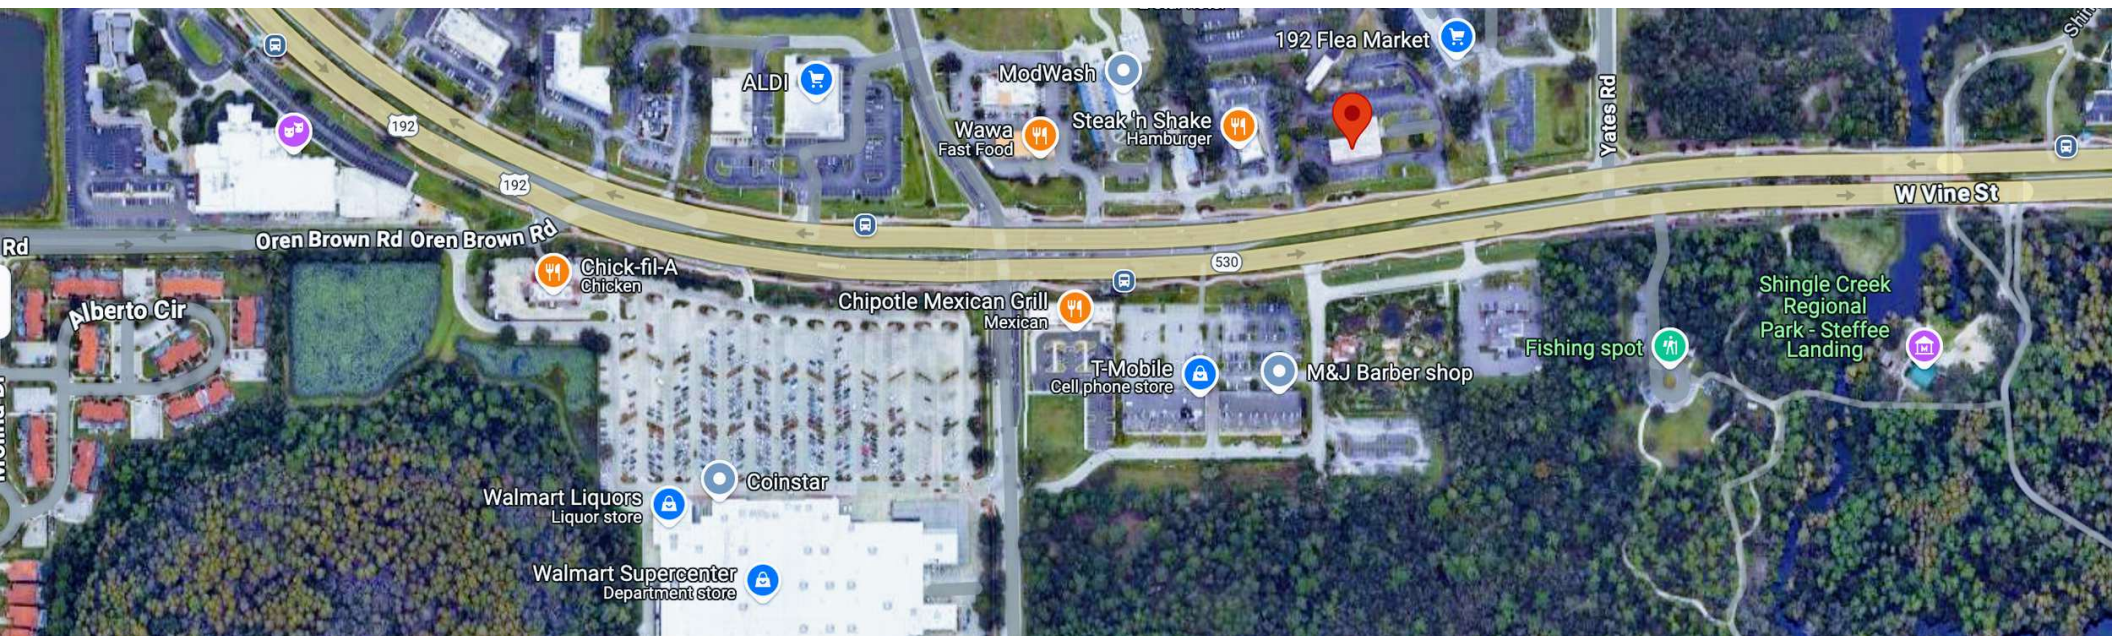 192 Flea Market
ModWash
ALDI
Wawa
Fast Food
Steak 'n Shake
Hamburger
Yates Rd
192
192
W Vine St
Rd
Oren Brown Rd
Oren Brown Rd
530
Chick-fil-A
Chicken
Chipotle Mexican Grill
Mexican
Alberto Cir
Shingle Creek
Regional
Park - Steffee
Landing
Fishing spot
T-Mobile
Cell phone store
M&J Barber shop
Coinstar
Walmart Liquors
Liquor store
Walmart Supercenter
Department store